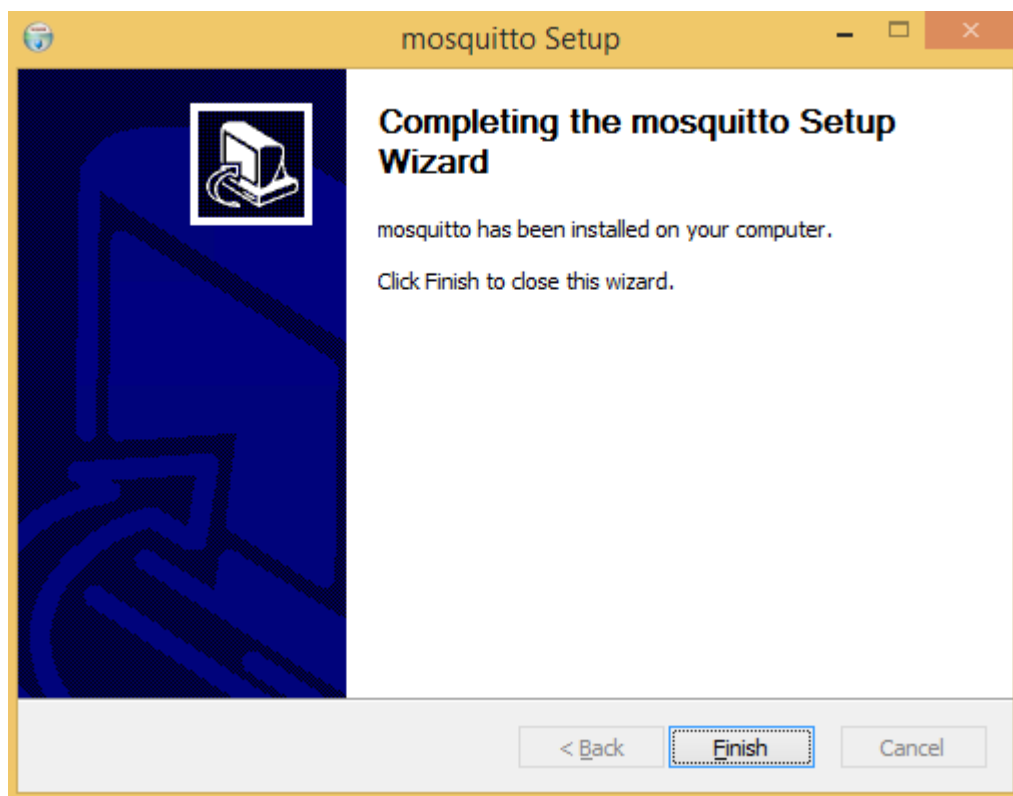 mosquitto Setup
Completing the mosquitto Setup
Wizard
mosquitto has been installed on your computer.
Click Finish to close this wizard.
< Back
Finish
Cancel